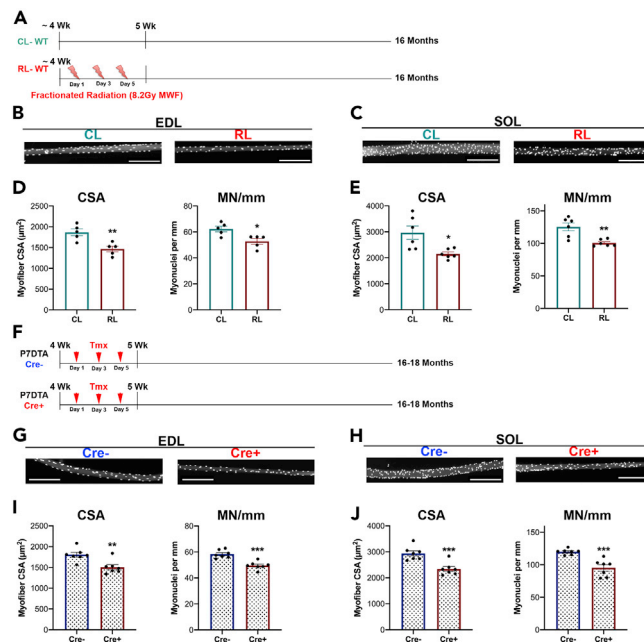 A
~ 4 Wk 5 Wk
CL- WT 16 Months
~4 Wk
RL- WT 16 Months
Day 1 Day 3 Day 5
Fractionated Radiation (8.2Gy MWF)
B EDL
CL RL
C SOL
CL RL
D CSA MN/mm
Myofiber CSA (µm²)
2500
2000
1500
1000
500
0
CL RL
**
Myonuclei per mm
100
80
60
40
20
0
CL RL
*
E CSA MN/mm
Myofiber CSA (µm²)
4000
3000
2000
1000
0
CL RL
*
Myonuclei per mm
150
100
50
0
CL RL
**
F
4 Wk Tmx 5 Wk
P7DTA
Cre- 16-18 Months
Day 1 Day 3 Day 5
4 Wk Tmx 5 Wk
P7DTA
Cre+ 16-18 Months
Day 1 Day 3 Day 5
G EDL
Cre- Cre+
H SOL
Cre- Cre+
I CSA MN/mm
Myofiber CSA (µm²)
2500
2000
1500
1000
500
0
Cre- Cre+
**
Myonuclei per mm
100
80
60
40
20
0
Cre- Cre+
***
J CSA MN/mm
Myofiber CSA (µm²)
4000
3000
2000
1000
0
Cre- Cre+
***
Myonuclei per mm
150
100
50
0
Cre- Cre+
***